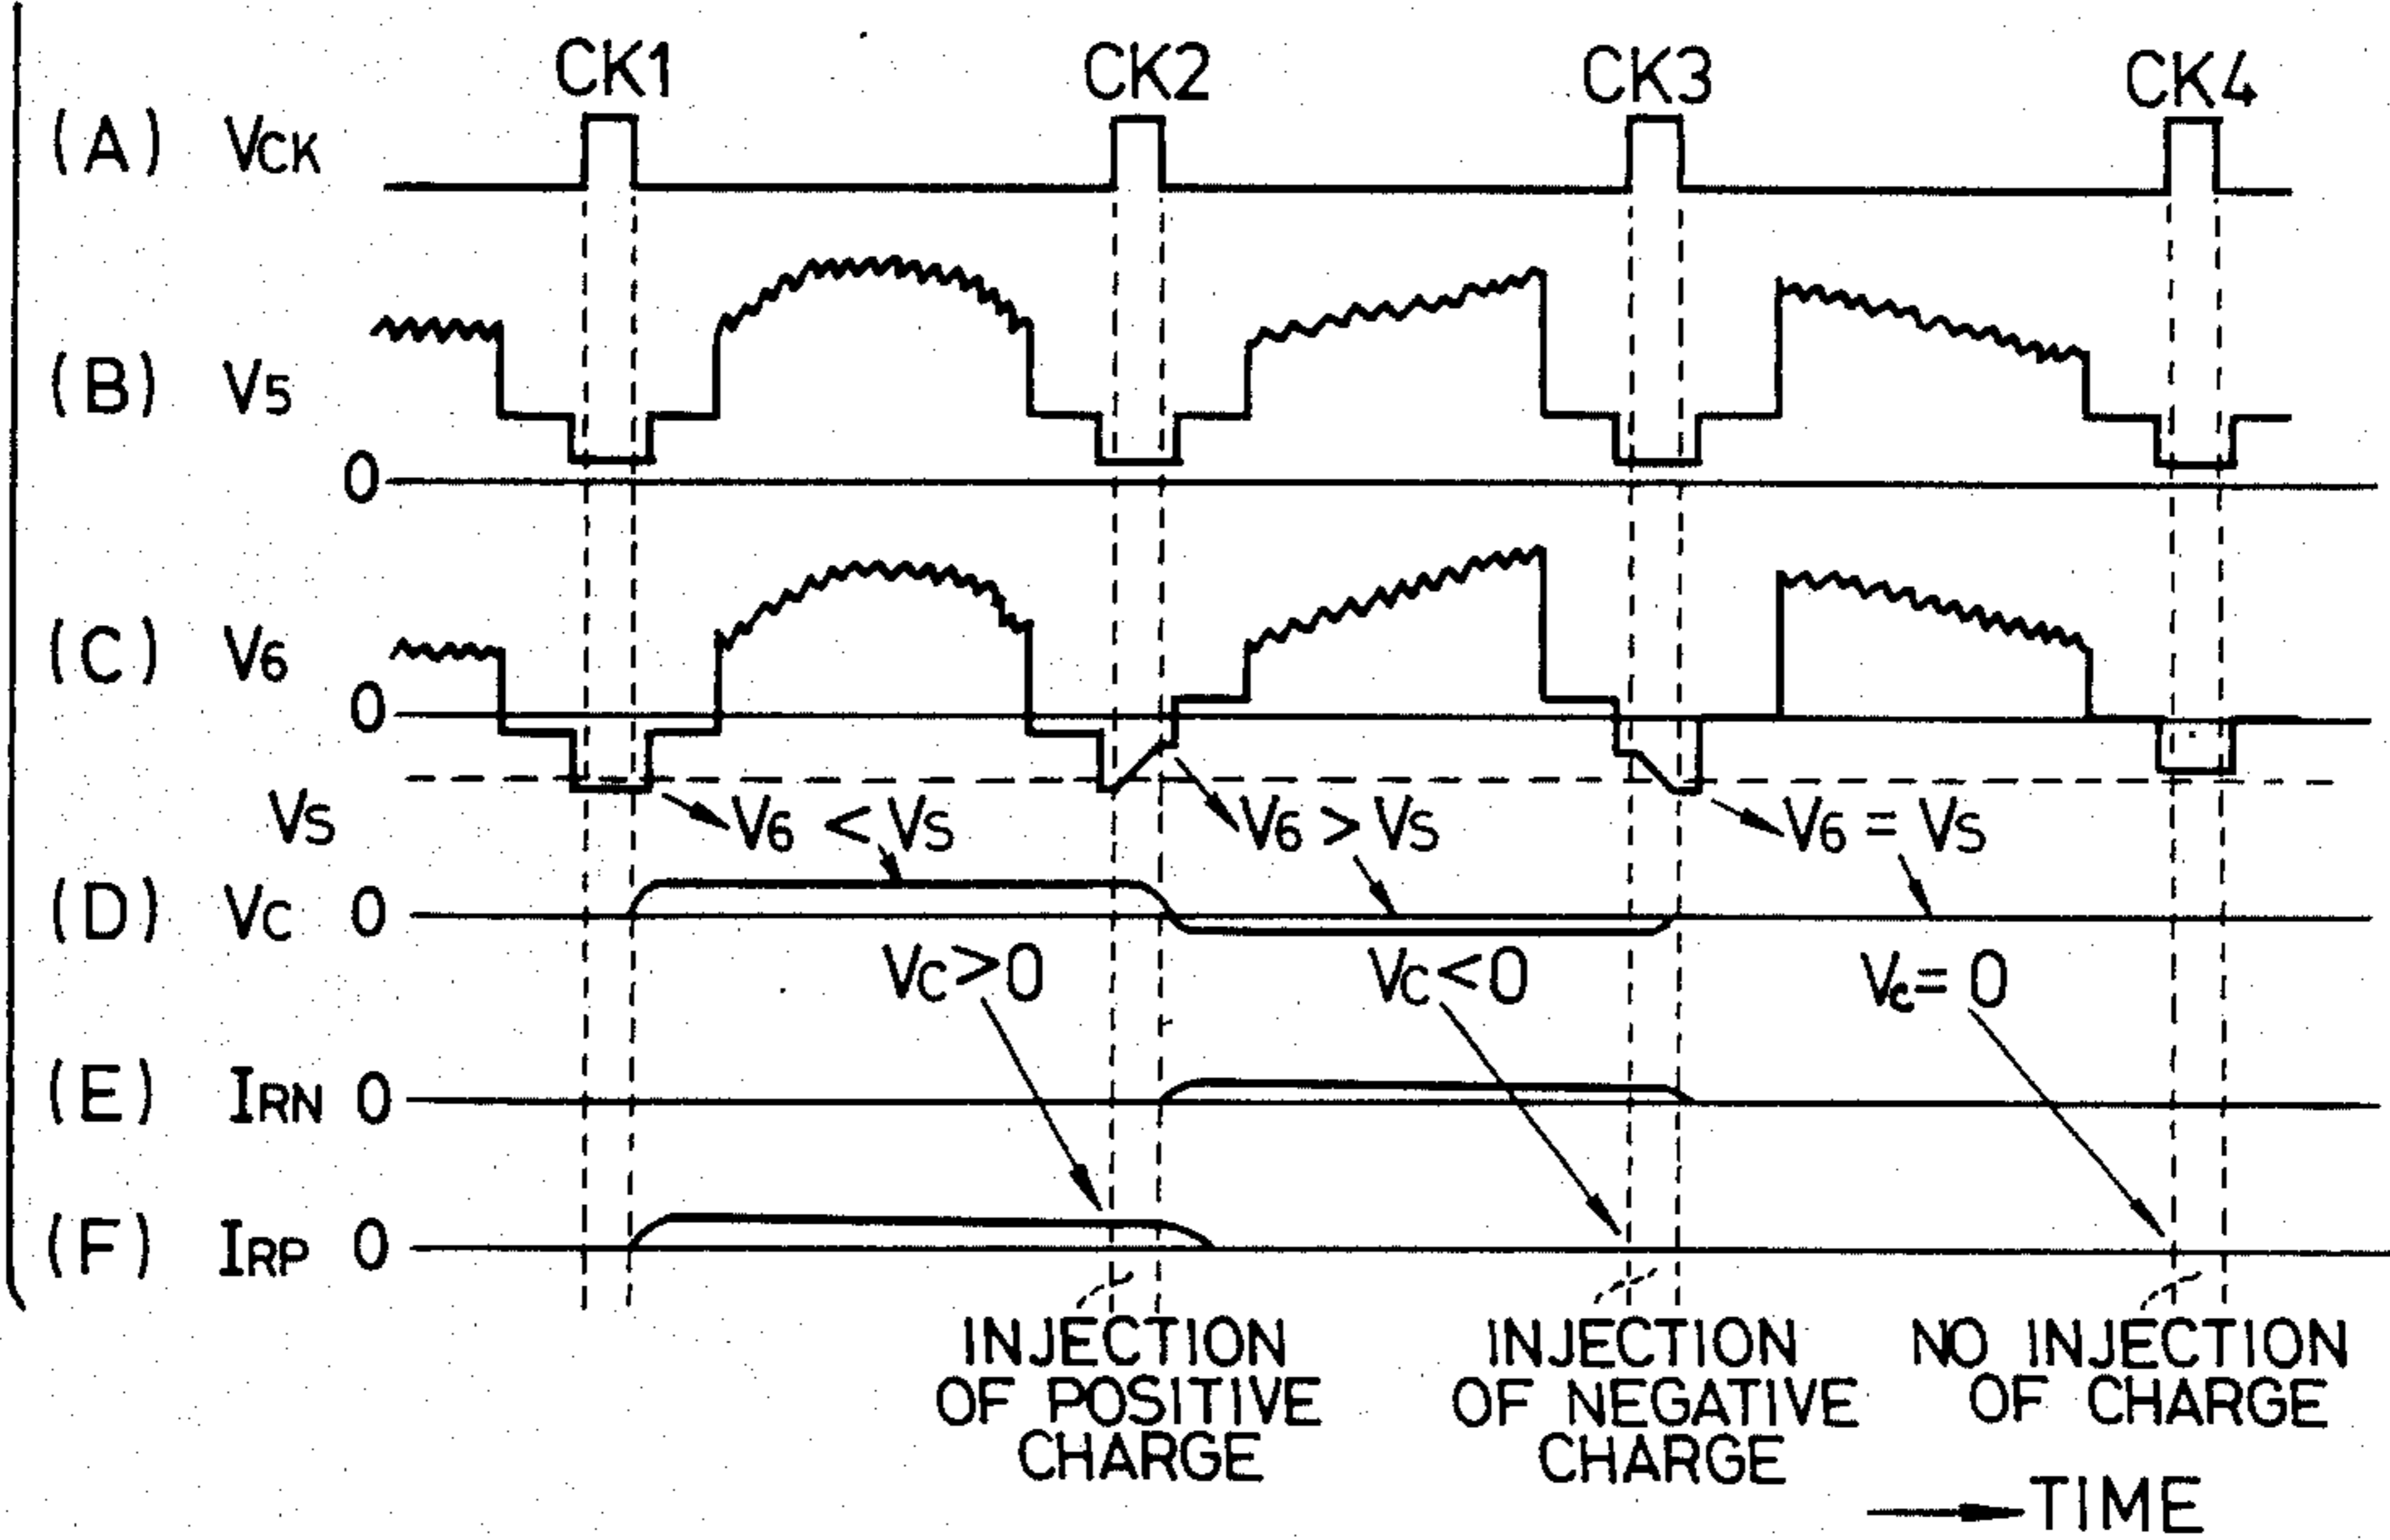 CK1 CK2 CK3 CK4
(A) VCK
(B) V5
0
(C) V6
0
VS
V6 < VS V6 > VS V6 = VS
(D) VC 0
VC>0 VC<0 VC=0
(E) IRN 0
(F) IRP 0
INJECTION OF POSITIVE CHARGE
INJECTION OF NEGATIVE CHARGE
NO INJECTION OF CHARGE
TIME